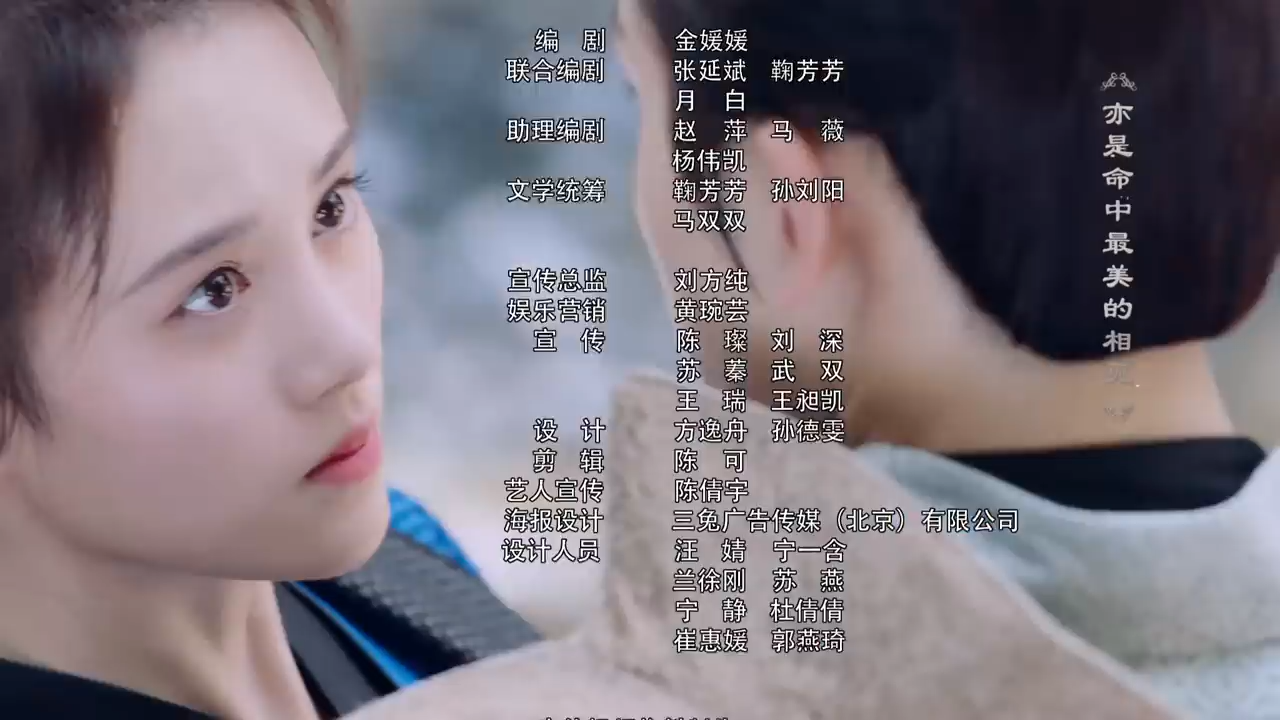 编 剧 金媛媛
联合编剧 张延斌 鞠芳芳
月 白
助理编剧 赵 萍 马 薇
杨伟凯
文学统筹 鞠芳芳 孙刘阳
马双双
宣传总监 刘方纯
娱乐营销 黄琬芸
宣 传 陈 璨 刘 深
苏 蓁 武 双
王 瑞 王昶凯
设 计 方逸舟 孙德雯
剪 辑 陈 可
艺人宣传 陈倩宇
海报设计 三兔广告传媒（北京）有限公司
设计人员 汪 婧 宁一含
兰徐刚 苏 燕
宁 静 杜倩倩
崔惠媛 郭燕琦
亦是命中最美的相见